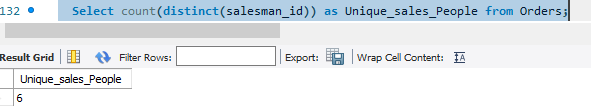 132 Select count(distinct(salesman_id)) as Unique_sales_People from Orders;
Result Grid Filter Rows: Export: Wrap Cell Content: IA
Unique_sales_People
6